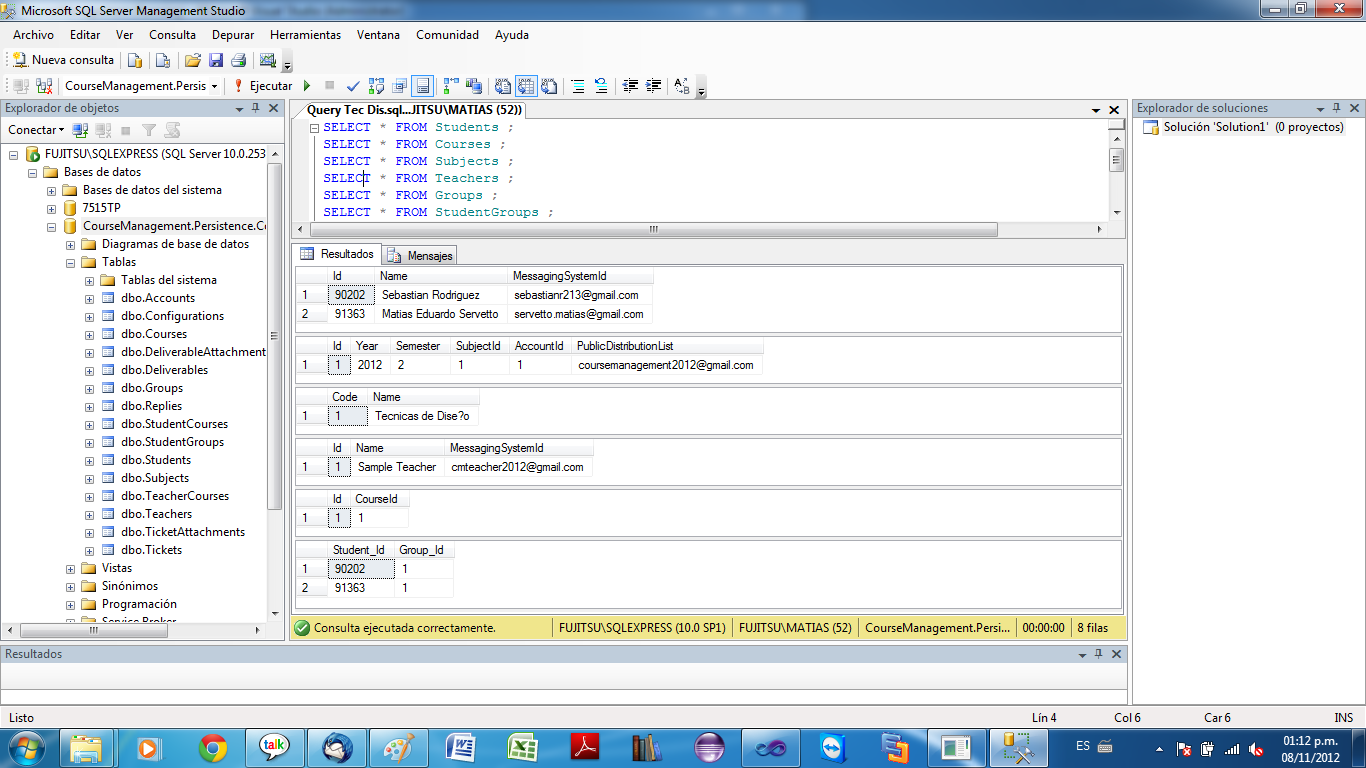 Microsoft SQL Server Management Studio
Archivo Editar Ver Consulta Depurar Herramientas Ventana Comunidad Ayuda
Nueva consulta
CourseManagement.Persis Ejecutar
Explorador de objetos
Conectar
FUJITSU\SQLEXPRESS (SQL Server 10.0.253
Bases de datos
Bases de datos del sistema
7515TP
CourseManagement.Persistence.Co
Diagramas de base de datos
Tablas
Tablas del sistema
dbo.Accounts
dbo.Configurations
dbo.Courses
dbo.DeliverableAttachment
dbo.Deliverables
dbo.Groups
dbo.Replies
dbo.StudentCourses
dbo.StudentGroups
dbo.Students
dbo.Subjects
dbo.TeacherCourses
dbo.Teachers
dbo.TicketAttachments
dbo.Tickets
Vistas
Sinónimos
Programación
Service Broker
Query Tec Dis.sql...JITSU\MATIAS (52))
SELECT * FROM Students ;
SELECT * FROM Courses ;
SELECT * FROM Subjects ;
SELECT * FROM Teachers ;
SELECT * FROM Groups ;
SELECT * FROM StudentGroups ;
Resultados Mensajes
Id Name MessagingSystemId
1 90202 Sebastian Rodriguez sebastianr213@gmail.com
2 91363 Matias Eduardo Servetto servetto.matias@gmail.com
Id Year Semester SubjectId AccountId PublicDistributionList
1 1 2012 2 1 1 coursemanagement2012@gmail.com
Code Name
1 1 Tecnicas de Dise?o
Id Name MessagingSystemId
1 1 Sample Teacher cmteacher2012@gmail.com
Id CourseId
1 1 1
Student_Id Group_Id
1 90202 1
2 91363 1
Consulta ejecutada correctamente. FUJITSU\SQLEXPRESS (10.0 SP1) FUJITSU\MATIAS (52) CourseManagement.Persi... 00:00:00 8 filas
Explorador de soluciones
Solución 'Solution1' (0 proyectos)
Resultados
Listo Lín 4 Col 6 Car 6 INS
talk
ES
01:12 p.m.
08/11/2012